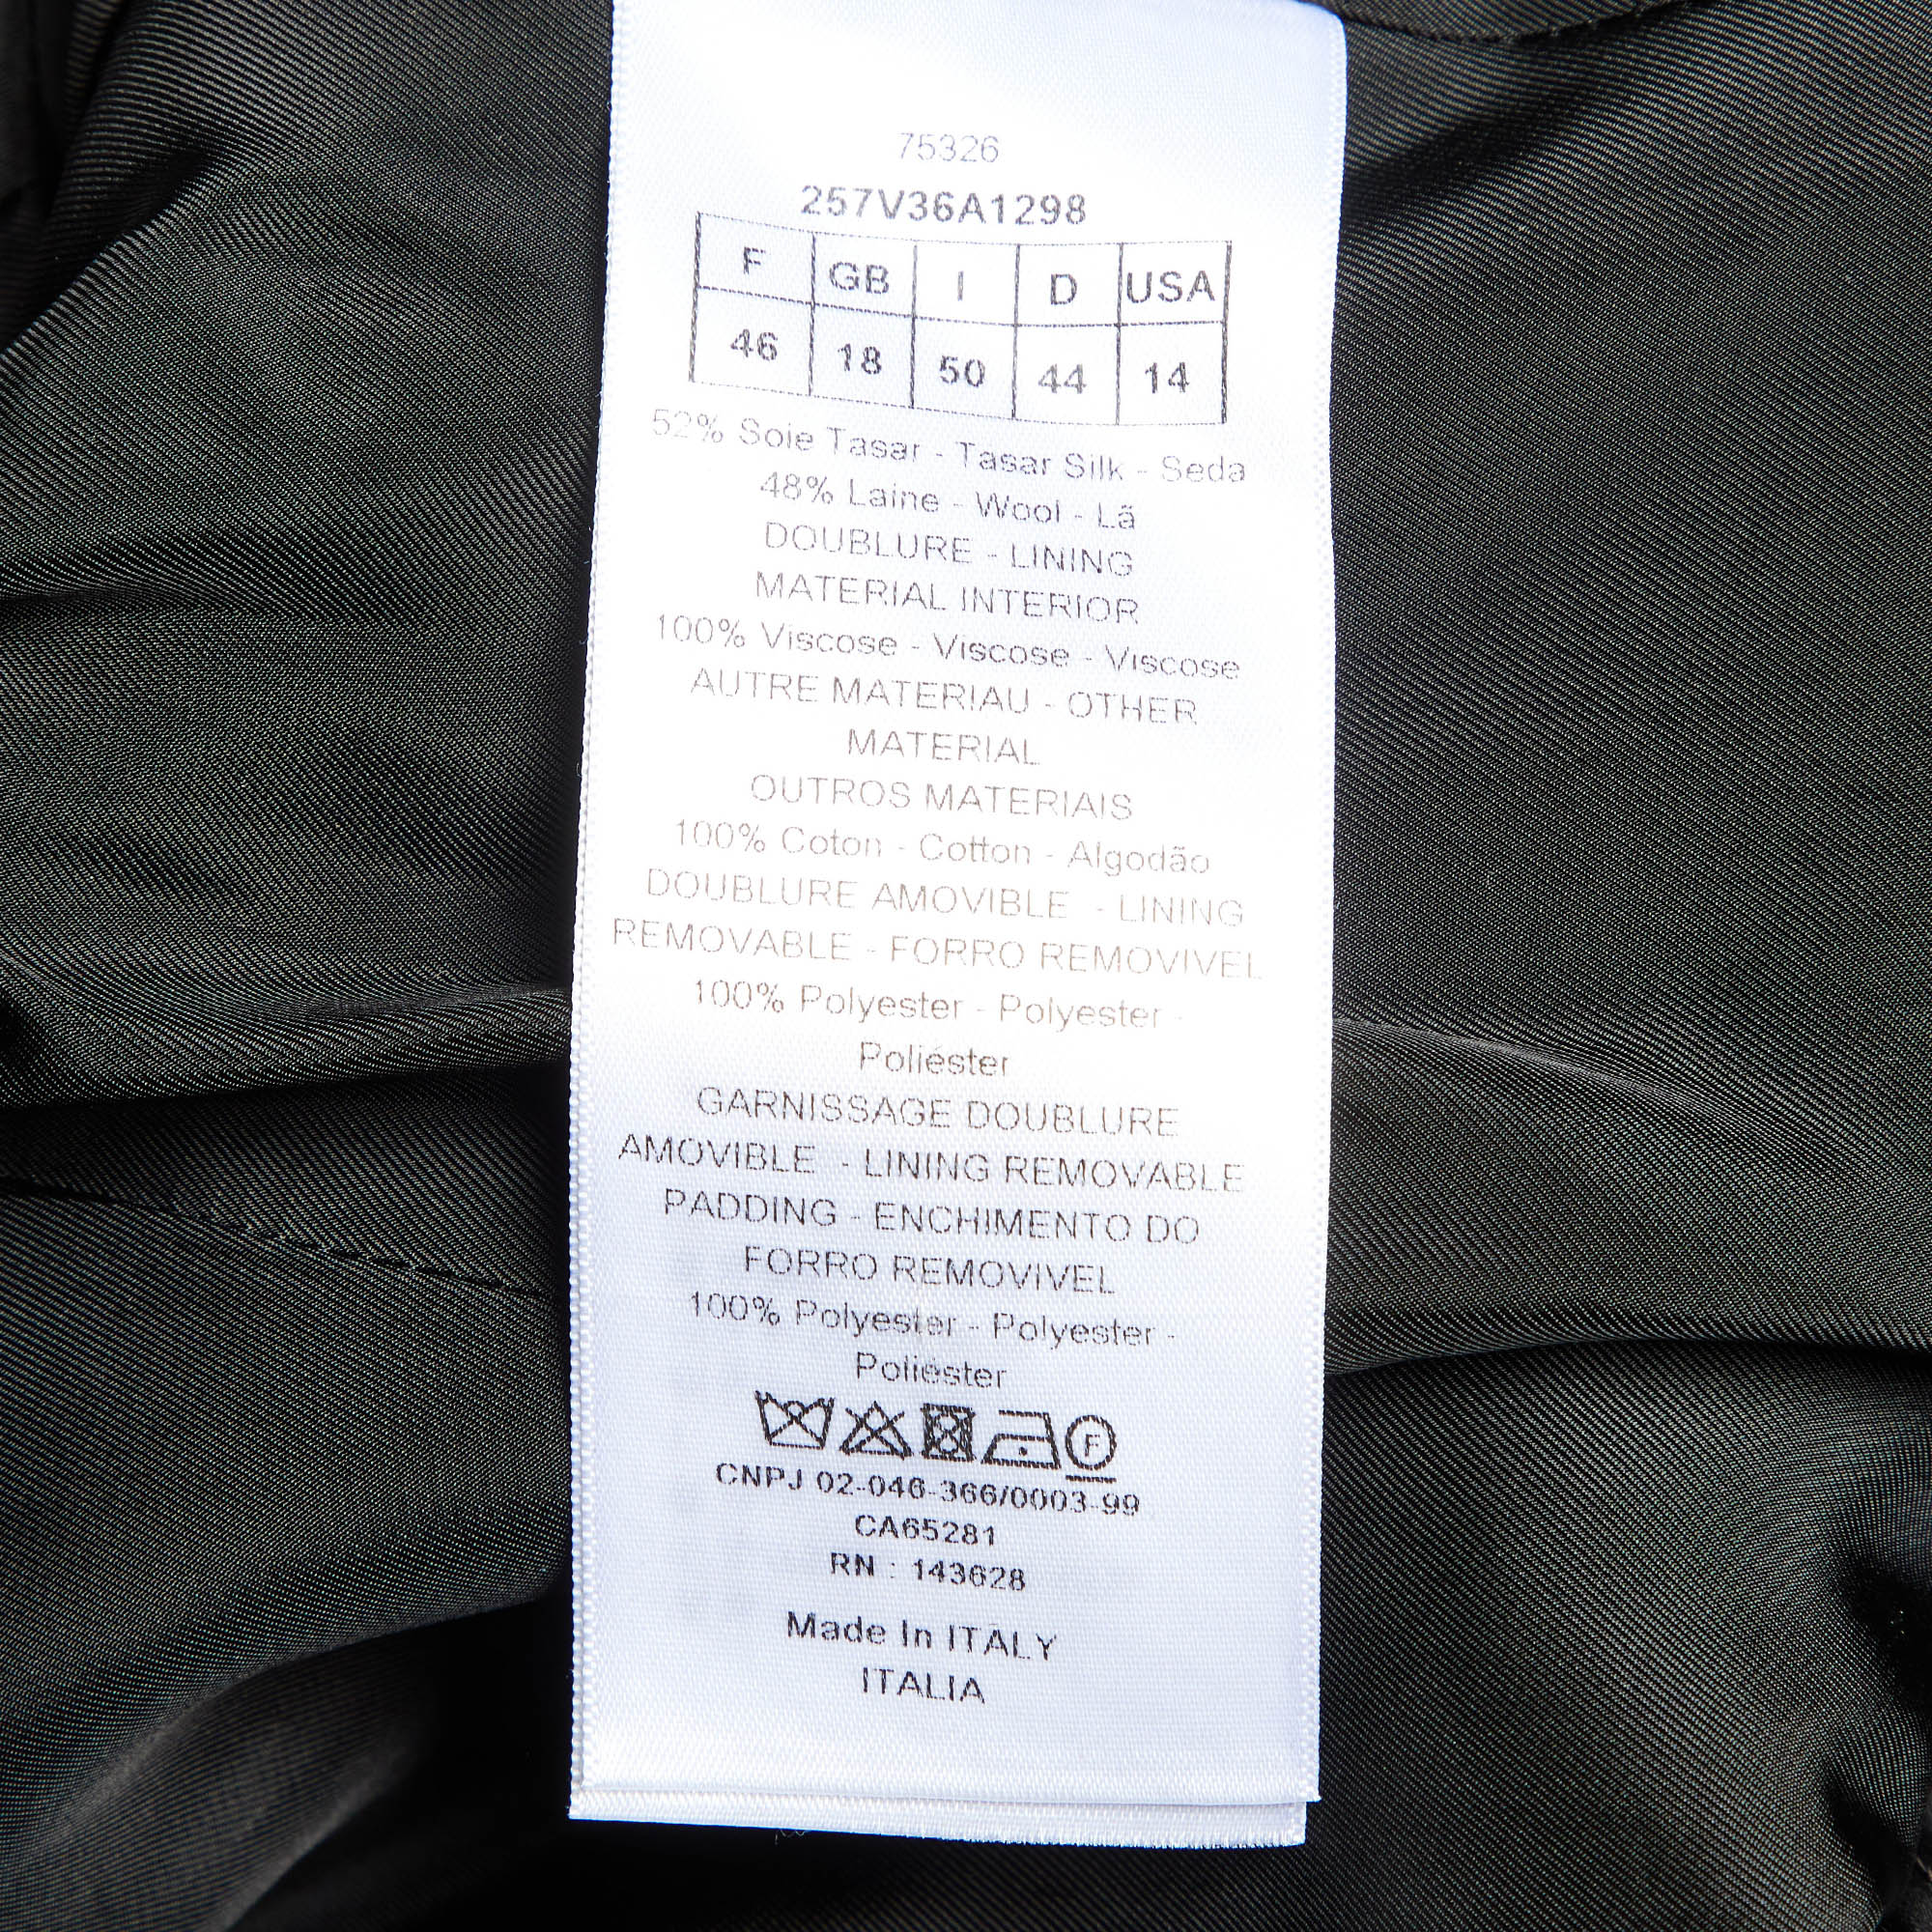 75326
257V36A1298
F GB I D USA
46 18 50 44 14
52% Soie Tasar - Tasar Silk - Seda
48% Laine - Wool - Lã
DOUBLURE - LINING
MATERIAL INTERIOR
100% Viscose - Viscose - Viscose
AUTRE MATERIAU - OTHER
MATERIAL
OUTROS MATERIAIS
100% Coton - Cotton - Algodão
DOUBLURE AMOVIBLE - LINING
REMOVABLE - FORRO REMOVIVEL
100% Polyester - Polyester -
Poliéster
GARNISSAGE DOUBLURE
AMOVIBLE - LINING REMOVABLE
PADDING - ENCHIMENTO DO
FORRO REMOVIVEL
100% Polyester - Polyester -
Poliéster
F
CNPJ 02-046-366/0003-99
CA65281
RN : 143628
Made In ITALY
ITALIA